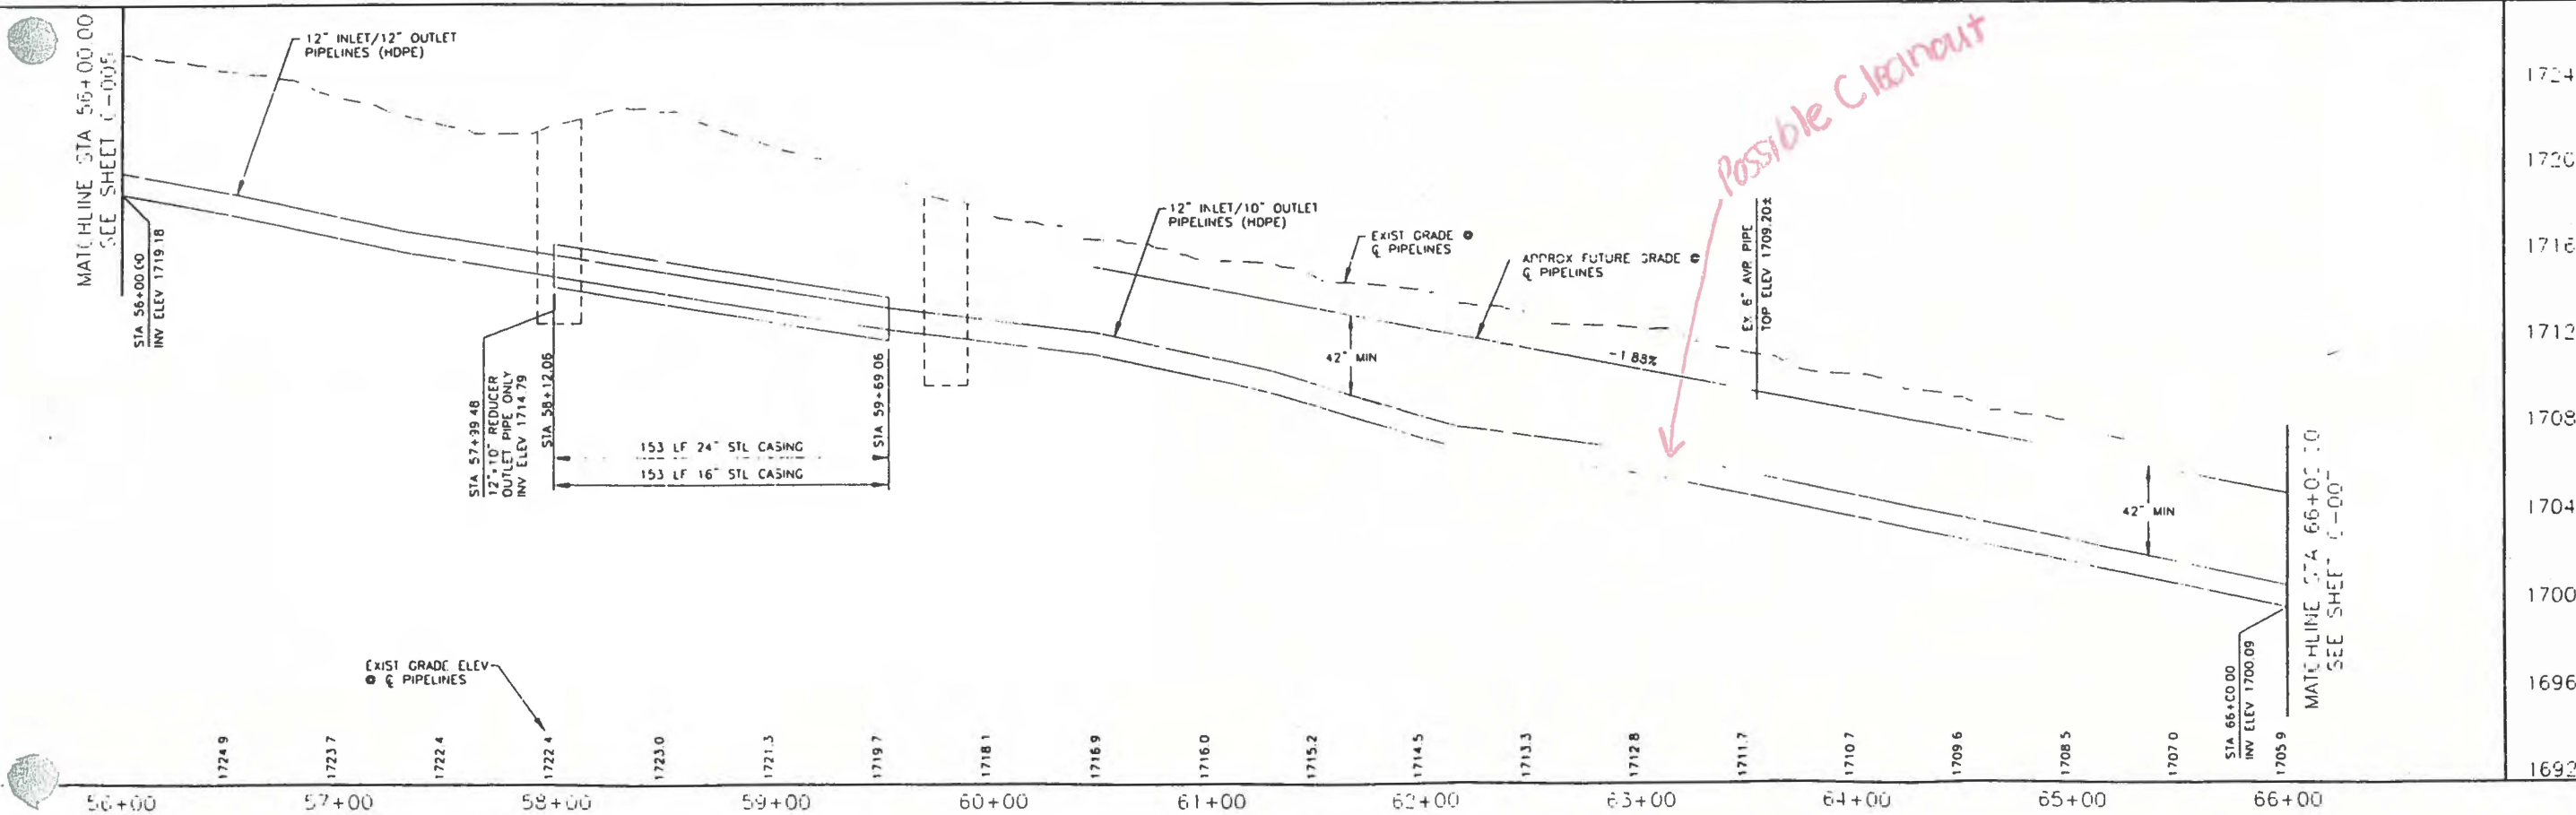 MATCHLINE STA 56+00.00
SEE SHEET C-005
12" INLET/12" OUTLET
PIPELINES (HDPE)
STA 56+00.00
INV ELEV 1719.18
STA 57+99.48
12"x10" REDUCER
OUTLET PIPE ONLY
INV ELEV 1714.79
STA 58+12.06
STA 59+69.06
153 LF 24" STL CASING
153 LF 16" STL CASING
12" INLET/10" OUTLET
PIPELINES (HDPE)
EXIST GRADE @
℄ PIPELINES
42" MIN
APPROX FUTURE GRADE @
℄ PIPELINES
-1.88%
Possible Cleanout
EX. 6" AVR PIPE
TOP ELEV 1709.20±
42" MIN
STA 66+00.00
INV ELEV 1700.09
MATCHLINE STA 66+00.00
SEE SHEET
EXIST GRADE ELEV
@ ℄ PIPELINES
1724
1720
1716
1712
1708
1704
1700
1696
1692
1724.9
1723.7
1722.4
1722.4
1723.0
1721.3
1719.7
1718.1
1716.9
1716.0
1715.2
1714.5
1713.3
1712.8
1711.7
1710.7
1709.6
1708.5
1707.0
1705.9
56+00
57+00
58+00
59+00
60+00
61+00
62+00
63+00
64+00
65+00
66+00